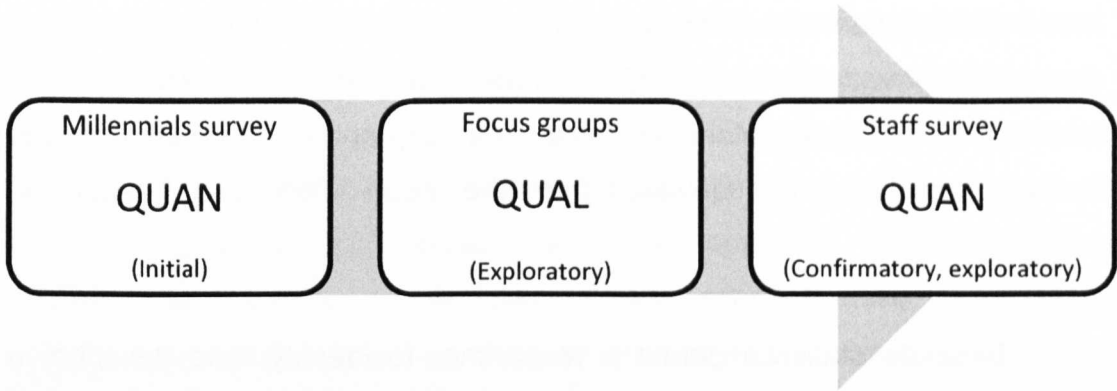 Millennials survey
QUAN
(Initial)
Focus groups
QUAL
(Exploratory)
Staff survey
QUAN
(Confirmatory, exploratory)